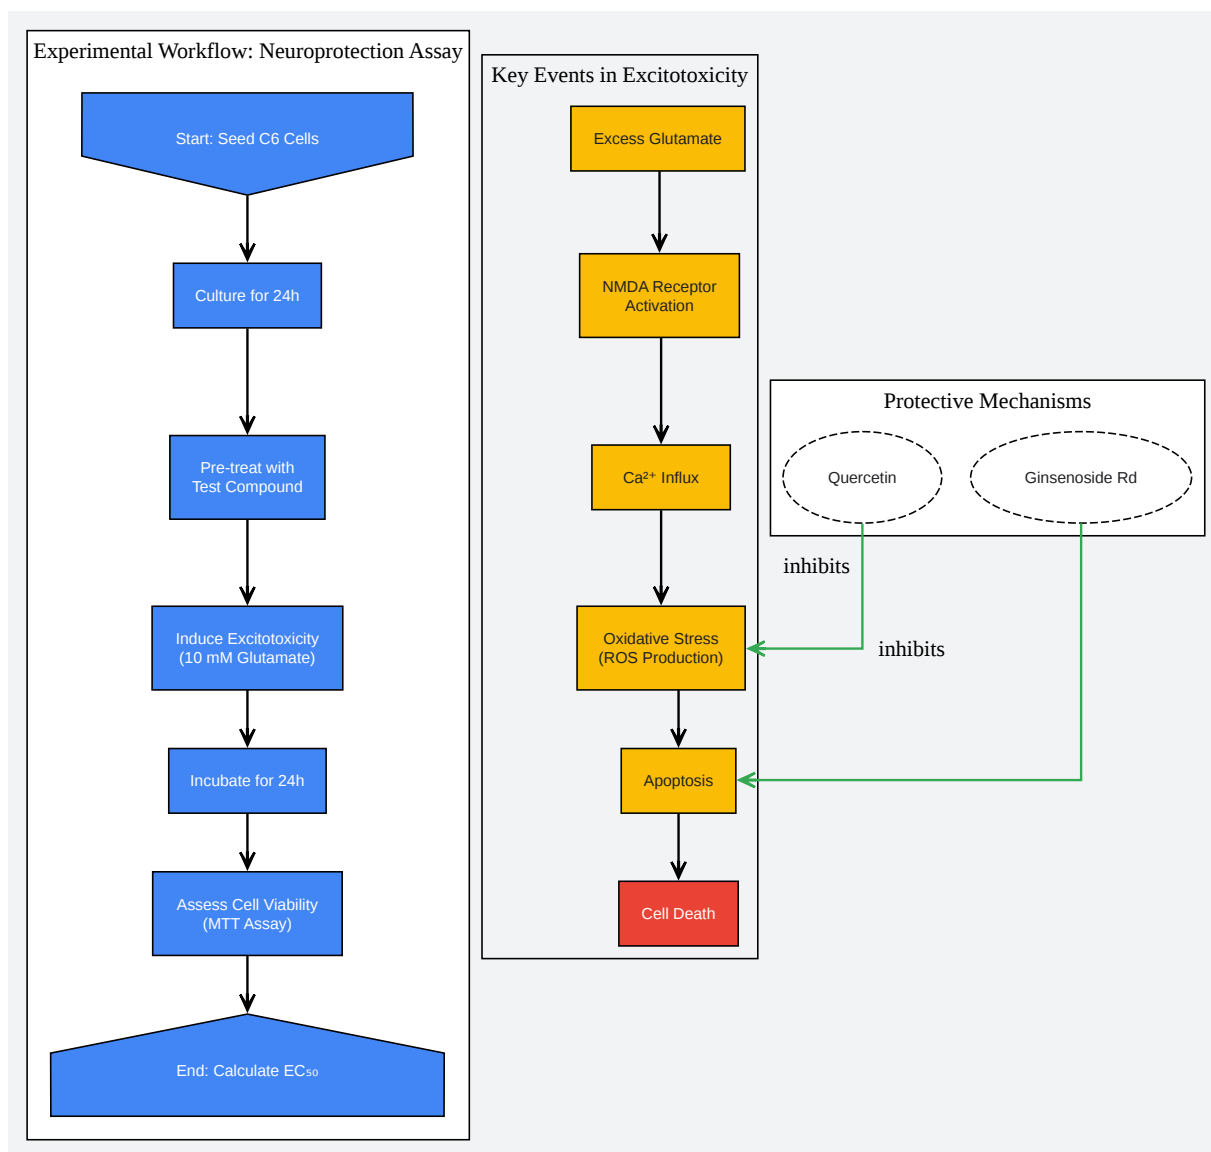 Experimental Workflow: Neuroprotection Assay
Start: Seed C6 Cells
Culture for 24h
Pre-treat with
Test Compound
Induce Excitotoxicity
(10 mM Glutamate)
Incubate for 24h
Assess Cell Viability
(MTT Assay)
End: Calculate EC₅₀
Key Events in Excitotoxicity
Excess Glutamate
NMDA Receptor
Activation
Ca²⁺ Influx
Oxidative Stress
(ROS Production)
Apoptosis
Cell Death
Protective Mechanisms
Quercetin
Ginsenoside Rd
inhibits
inhibits